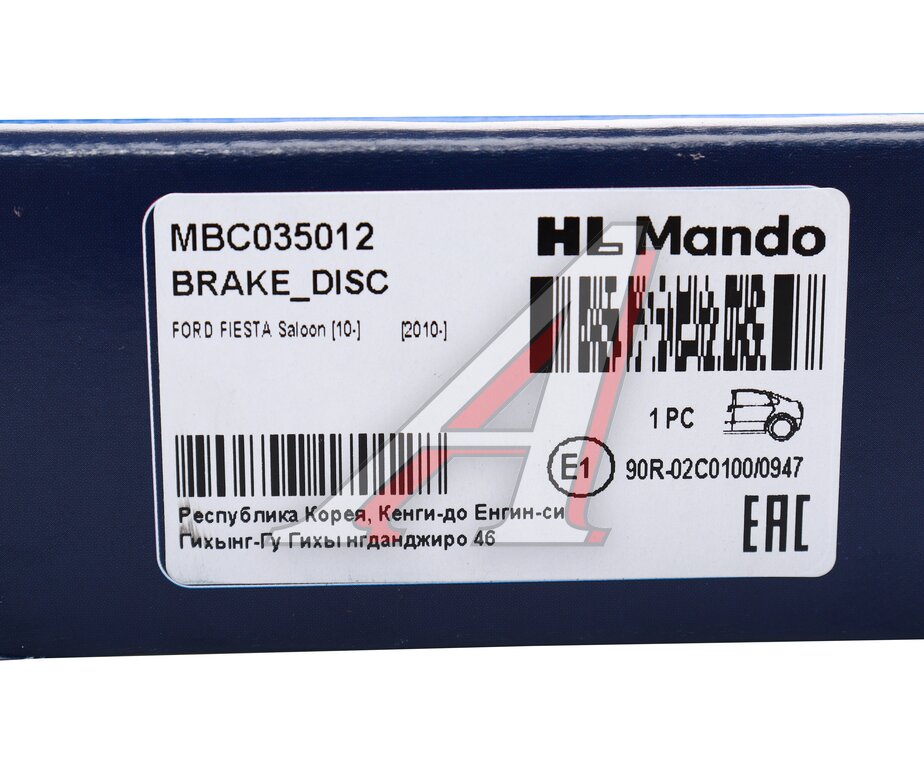 MBC035012
HL Mando
BRAKE_DISC
FORD FIESTA Saloon [10-] [2010-]
1 PC
E1 90R-02C0100/0947
Республика Корея, Кенги-до Енгин-си
Гихынг-Гу Гихы нгданджиро 46
EAC